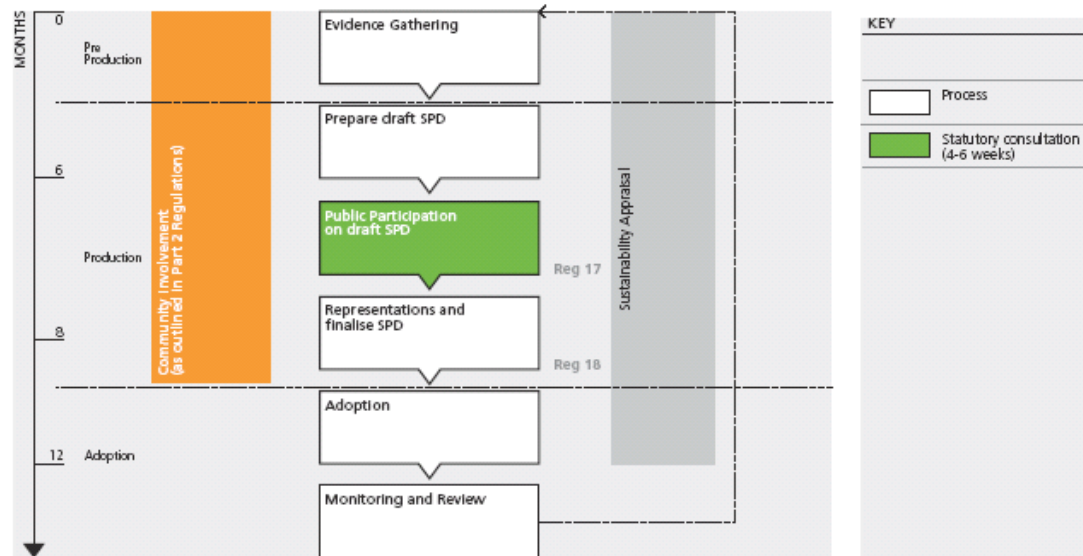 MONTHS
0
Pre
Production
6
Production
8
12
Adoption
Community Involvement
(as outlined in Part 2 Regulations)
Evidence Gathering
Prepare draft SPD
Public Participation
on draft SPD
Reg 17
Representations and
finalise SPD
Reg 18
Adoption
Monitoring and Review
Sustainability Appraisal
KEY
Process
Statutory consultation
(4-6 weeks)